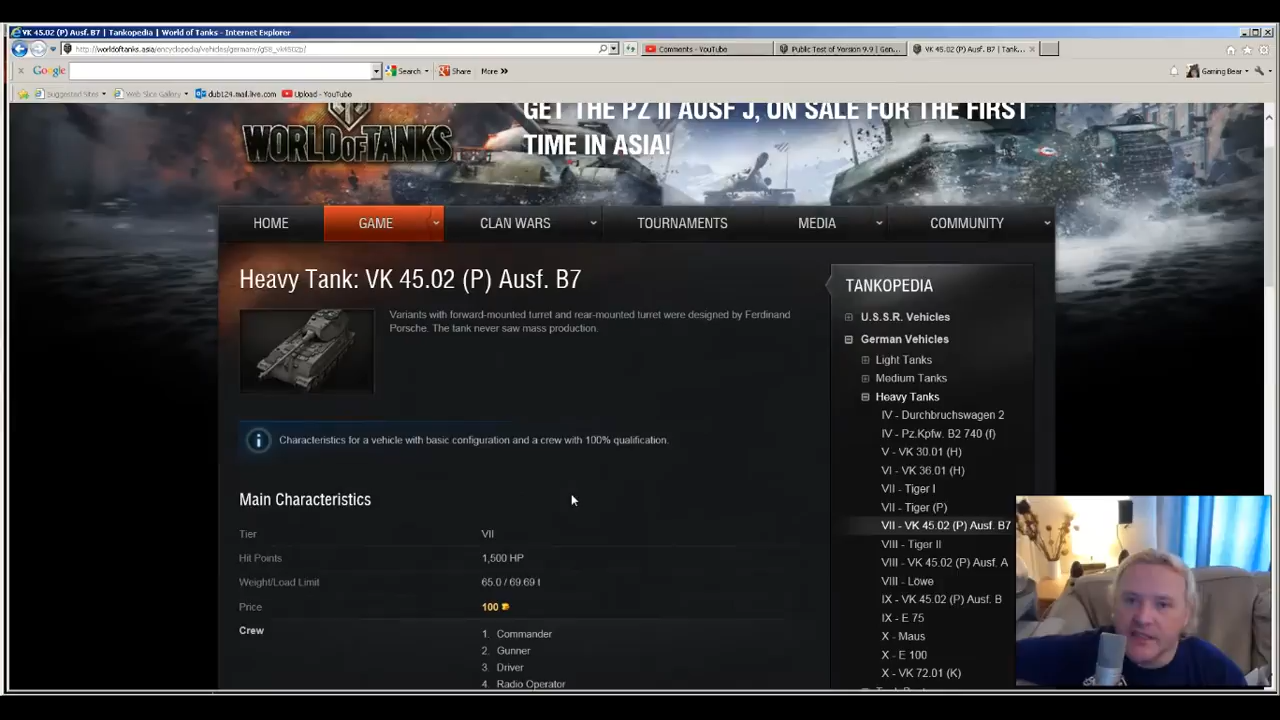 VK 45.02 (P) Ausf. B7 | Tankopedia | World of Tanks - Internet Explorer
http://worldoftanks.asia/encyclopedia/vehicles/germany/g58_vk4502p/
Comments - YouTube
Public Test of Version 9.9 | Gen...
VK 45.02 (P) Ausf. B7 | Tank...
Google
Search
Share
More »
Gaming Bear
Suggested Sites
Web Slice Gallery
dub124.mail.live.com
Upload - YouTube
GET THE PZ II AUSF J, ON SALE FOR THE FIRST
TIME IN ASIA!
WORLD OF TANKS
HOME
GAME
CLAN WARS
TOURNAMENTS
MEDIA
COMMUNITY
Heavy Tank: VK 45.02 (P) Ausf. B7
Variants with forward-mounted turret and rear-mounted turret were designed by Ferdinand
Porsche. The tank never saw mass production.
Characteristics for a vehicle with basic configuration and a crew with 100% qualification.
Main Characteristics
Tier VII
Hit Points 1,500 HP
Weight/Load Limit 65.0 / 69.69 t
Price 100
Crew
1. Commander
2. Gunner
3. Driver
4. Radio Operator
TANKOPEDIA
U.S.S.R. Vehicles
German Vehicles
Light Tanks
Medium Tanks
Heavy Tanks
IV - Durchbruchswagen 2
IV - Pz.Kpfw. B2 740 (f)
V - VK 30.01 (H)
VI - VK 36.01 (H)
VII - Tiger I
VII - Tiger (P)
VII - VK 45.02 (P) Ausf. B7
VIII - Tiger II
VIII - VK 45.02 (P) Ausf. A
VIII - Löwe
IX - VK 45.02 (P) Ausf. B
IX - E 75
X - Maus
X - E 100
X - VK 72.01 (K)